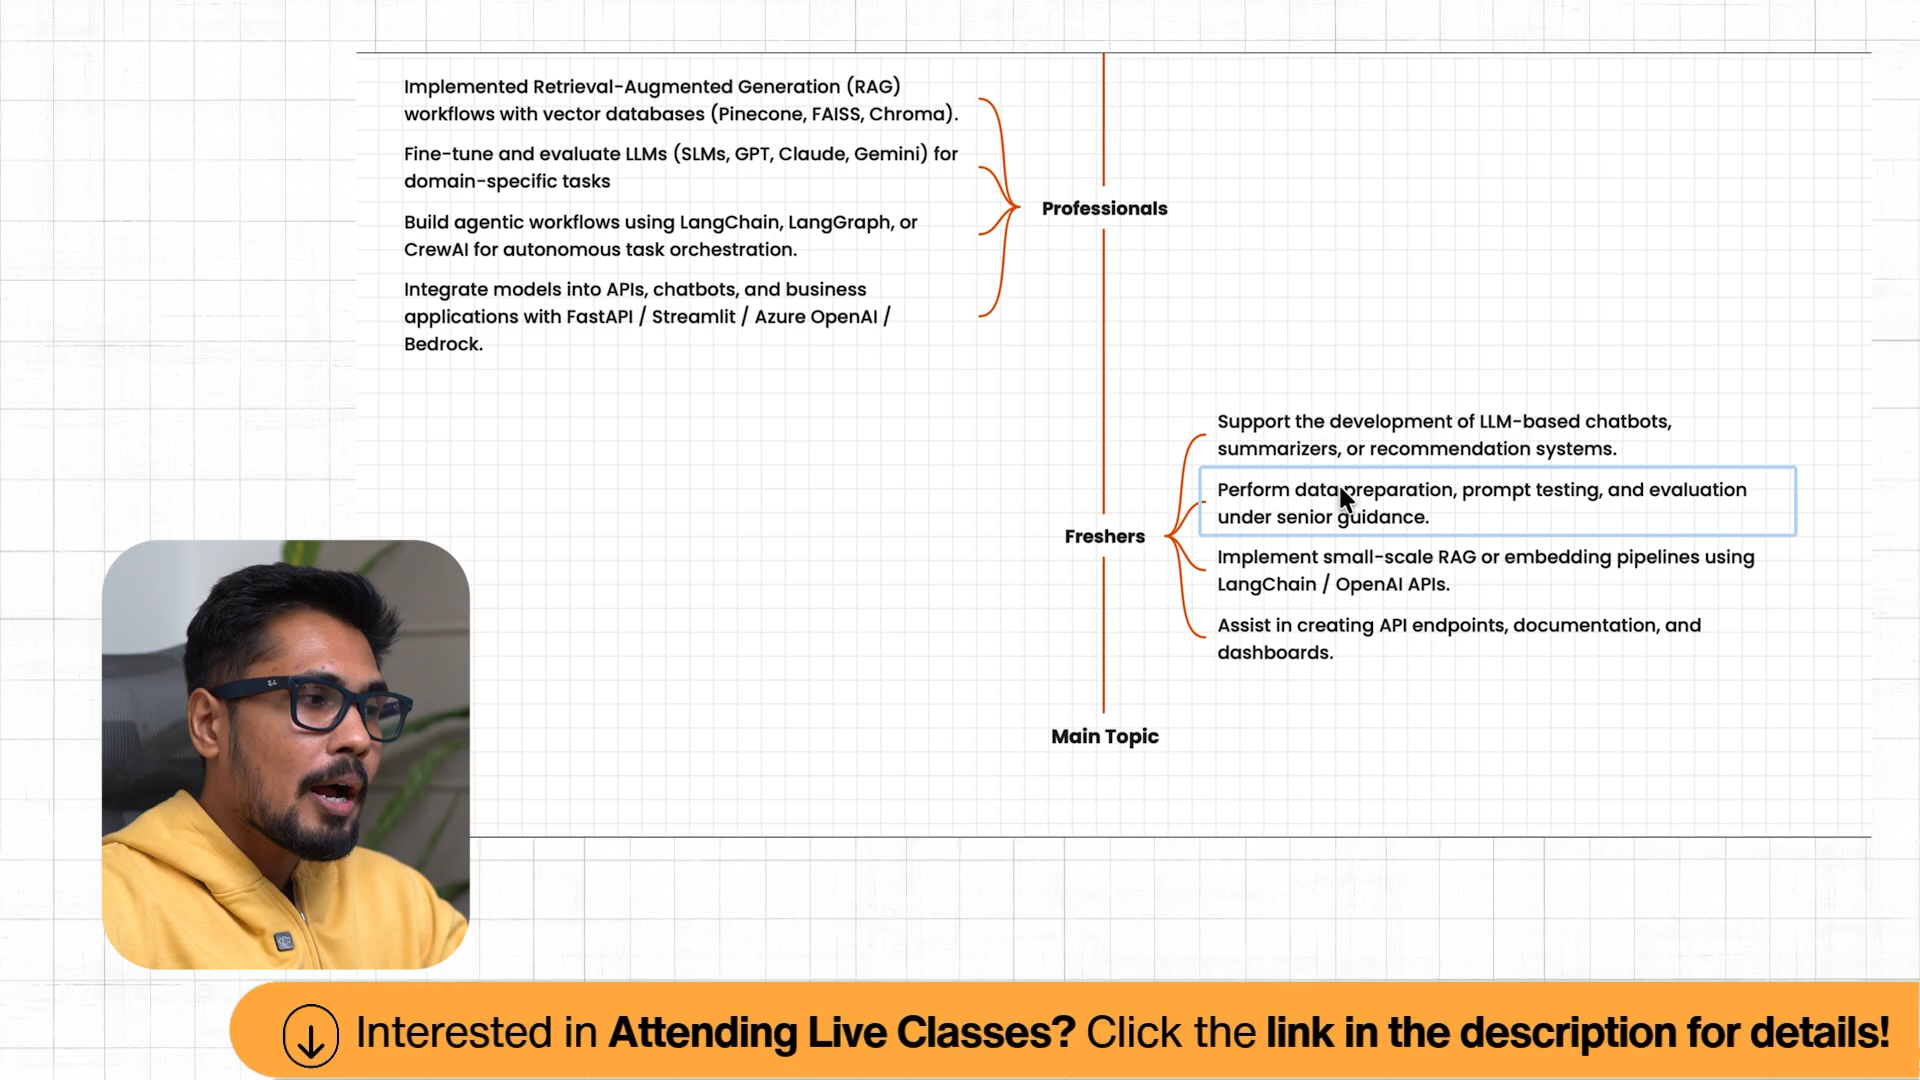 Implemented Retrieval-Augmented Generation (RAG)
workflows with vector databases (Pinecone, FAISS, Chroma).
Fine-tune and evaluate LLMs (SLMs, GPT, Claude, Gemini) for
domain-specific tasks
Build agentic workflows using LangChain, LangGraph, or
CrewAI for autonomous task orchestration.
Integrate models into APIs, chatbots, and business
applications with FastAPI / Streamlit / Azure OpenAI /
Bedrock.
Professionals
Support the development of LLM-based chatbots,
summarizers, or recommendation systems.
Perform data preparation, prompt testing, and evaluation
under senior guidance.
Implement small-scale RAG or embedding pipelines using
LangChain / OpenAI APIs.
Assist in creating API endpoints, documentation, and
dashboards.
Freshers
Main Topic
Interested in Attending Live Classes? Click the link in the description for details!